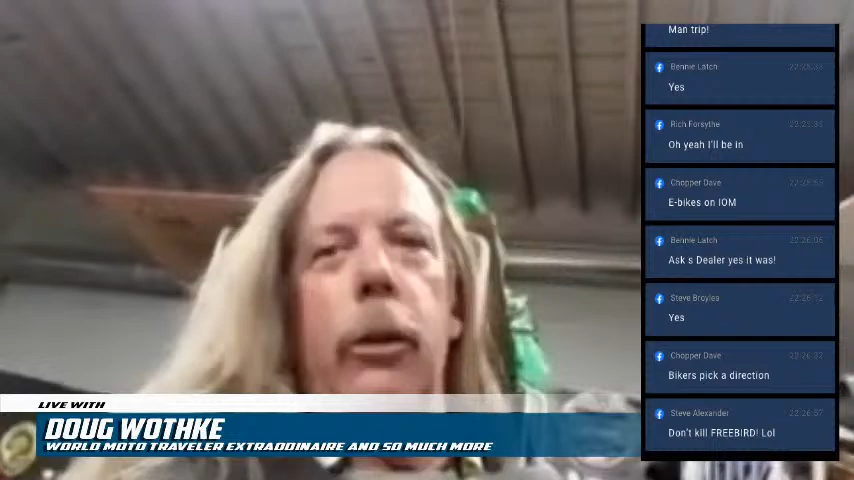 Man trip!
Bennie Latch
Yes
Rich Forsythe
Oh yeah I'll be in
Chopper Dave
E-bikes on IOM
Bennie Latch
Ask s Dealer yes it was!
Steve Broyles
Yes
Chopper Dave
Bikers pick a direction
Steve Alexander
Don't kill FREEBIRD! Lol
LIVE WITH
DOUG WOTHKE
WORLD MOTO TRAVELER EXTRAODINAIRE AND SO MUCH MORE